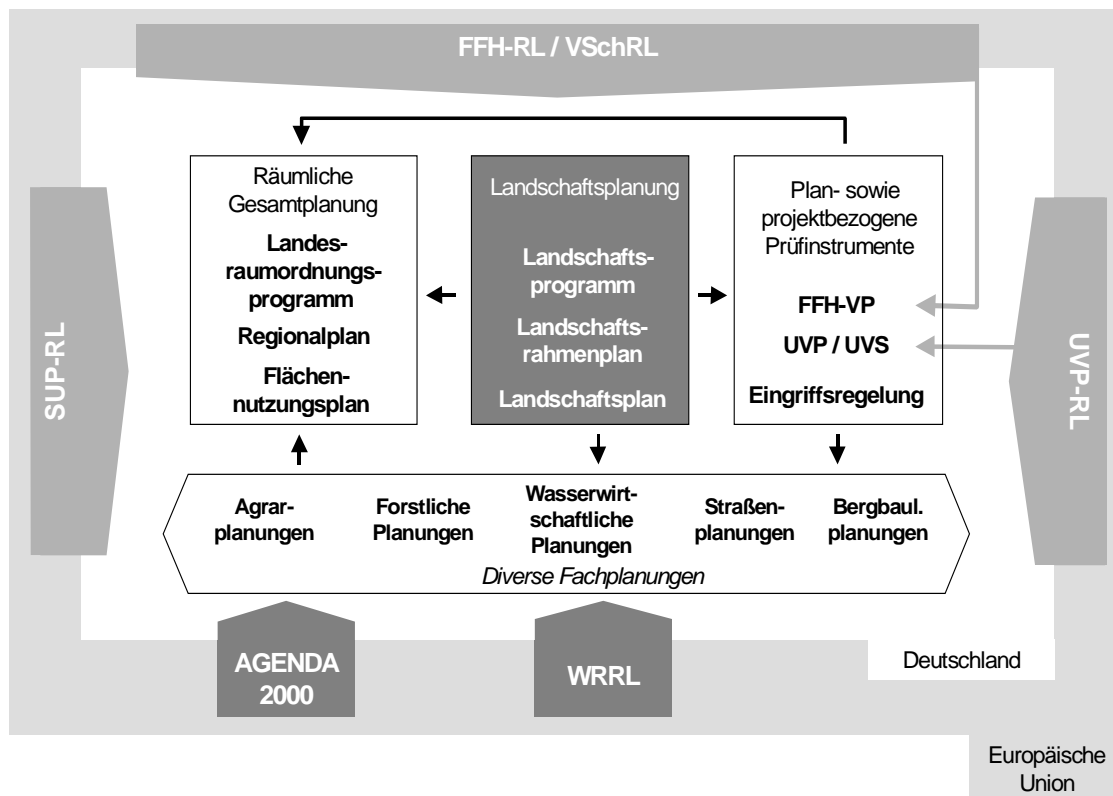 FFH-RL / VSchRL
SUP-RL
Räumliche
Gesamtplanung
Landes-
raumordnungs-
programm
Regionalplan
Flächen-
nutzungsplan
Landschaftsplanung
Landschafts-
programm
Landschafts-
rahmenplan
Landschaftsplan
Plan- sowie
projektbezogene
Prüfinstrumente
FFH-VP
UVP / UVS
Eingriffsregelung
UVP-RL
Agrar-
planungen
Forstliche
Planungen
Wasserwirt-
schaftliche
Planungen
Straßen-
planungen
Bergbaul.
planungen
Diverse Fachplanungen
AGENDA
2000
WRRL
Deutschland
Europäische
Union